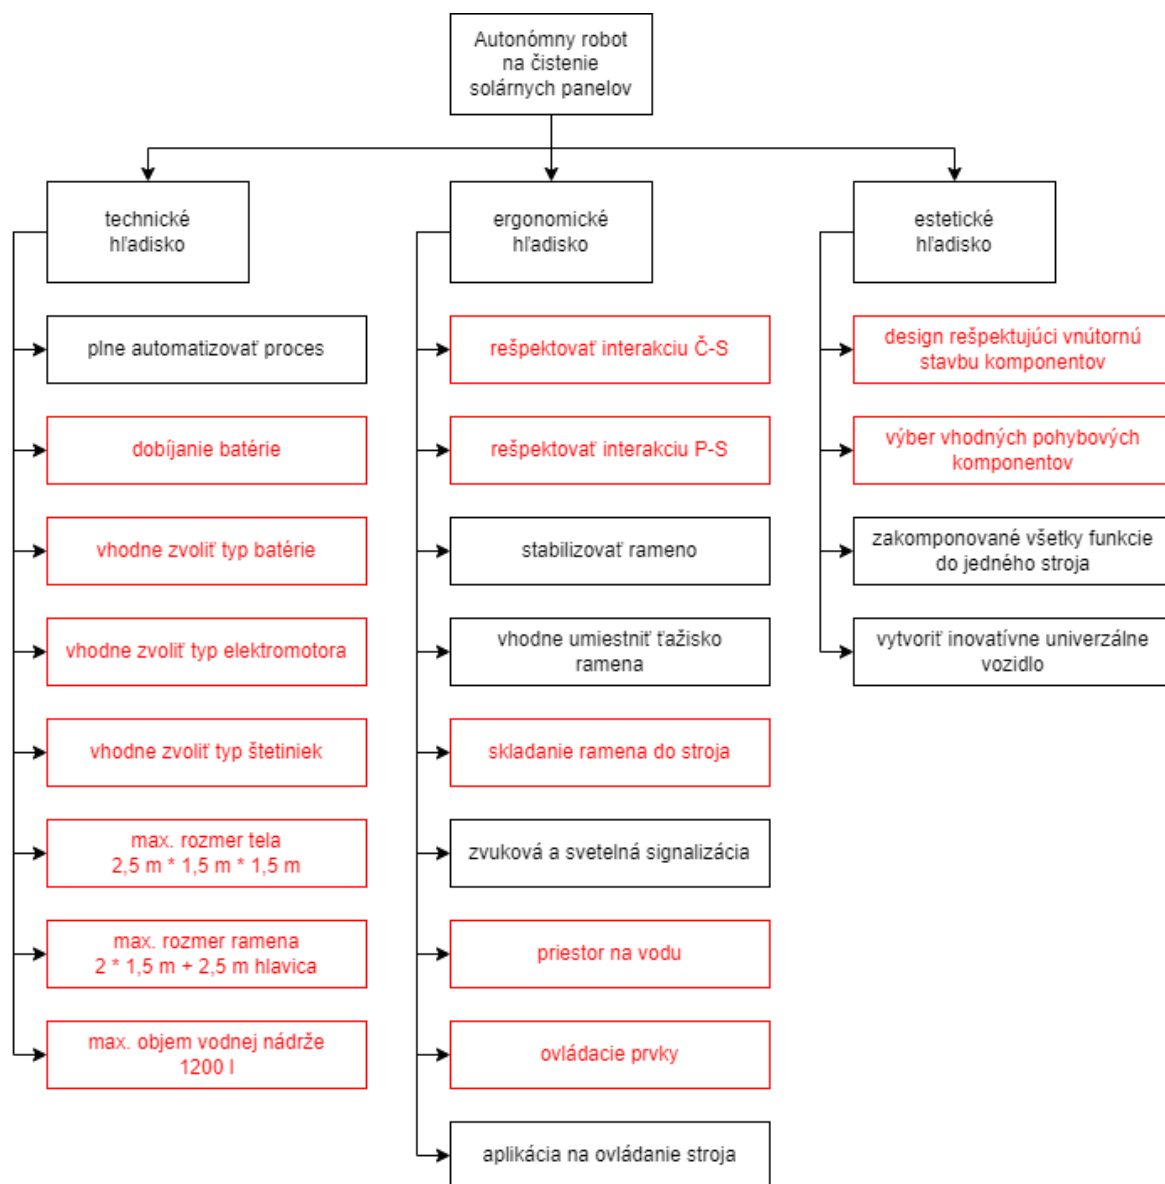 Autonómny robot
na čistenie
solárnych panelov
technické
hľadisko
plne automatizovať proces
dobíjanie batérie
vhodne zvoliť typ batérie
vhodne zvoliť typ elektromotora
vhodne zvoliť typ štetiniek
max. rozmer tela
2,5 m * 1,5 m * 1,5 m
max. rozmer ramena
2 * 1,5 m + 2,5 m hlavica
max. objem vodnej nádrže
1200 l
ergonomické
hľadisko
rešpektovať interakciu Č-S
rešpektovať interakciu P-S
stabilizovať rameno
vhodne umiestniť ťažisko
ramena
skladanie ramena do stroja
zvuková a svetelná signalizácia
priestor na vodu
ovládacie prvky
aplikácia na ovládanie stroja
estetické
hľadisko
design rešpektujúci vnútornú
stavbu komponentov
výber vhodných pohybových
komponentov
zakomponované všetky funkcie
do jedného stroja
vytvoriť inovatívne univerzálne
vozidlo